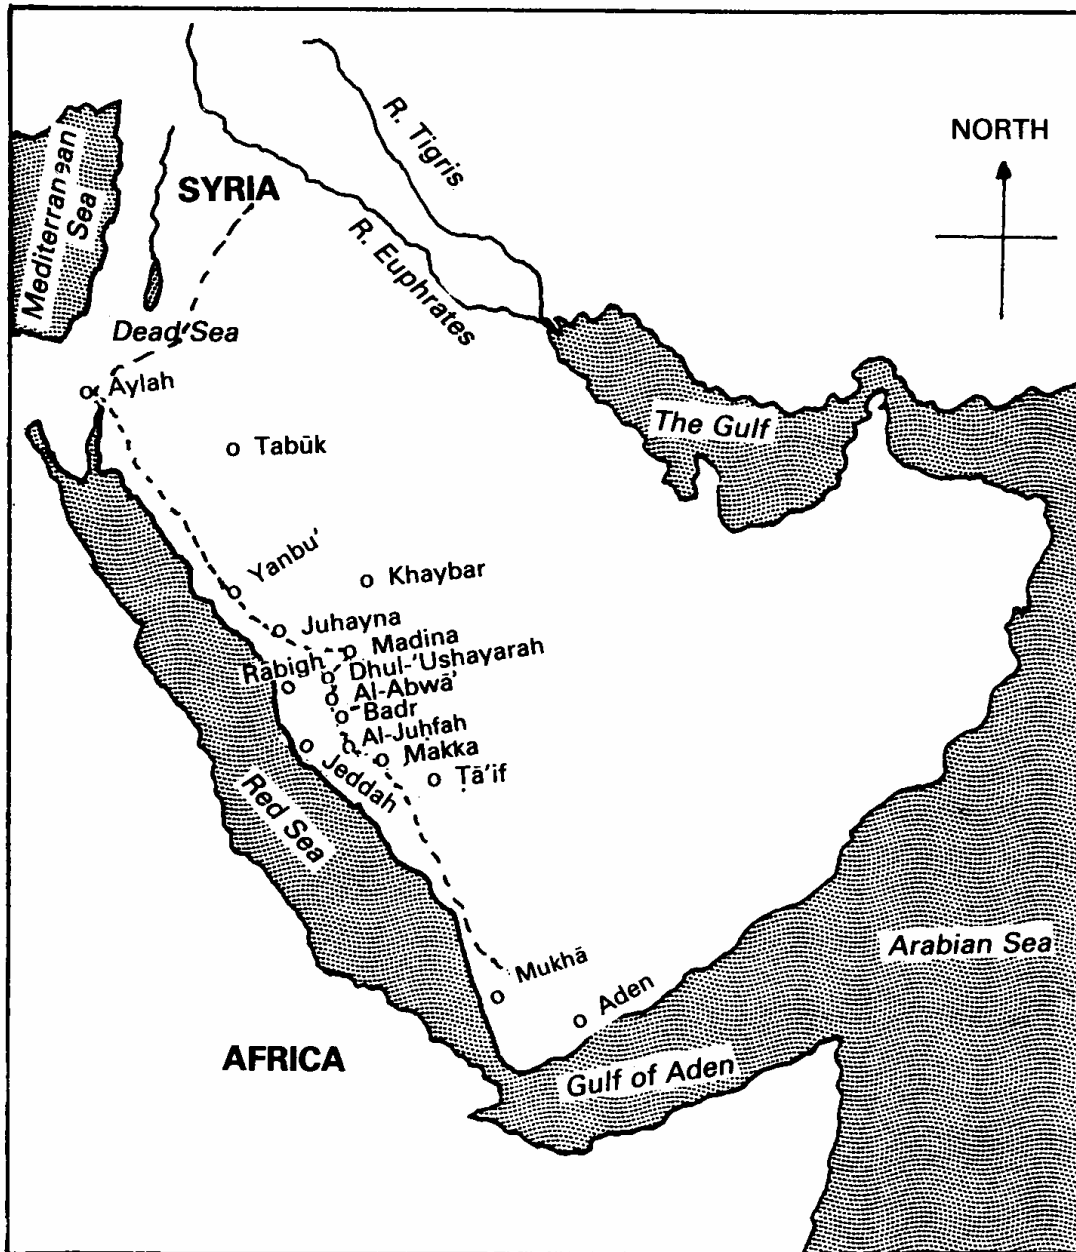 NORTH
R. Tigris
Mediterranean
Sea
SYRIA
R. Euphrates
Dead Sea
Aylah
The Gulf
Tabūk
Yanbu'
Khaybar
Juhayna
Madina
Rābigh
Dhul-'Ushayarah
Al-Abwā'
Badr
Al-Juḥfah
Makka
Jeddah
Ṭā'if
Red Sea
Arabian Sea
Mukhā
Aden
AFRICA
Gulf of Aden